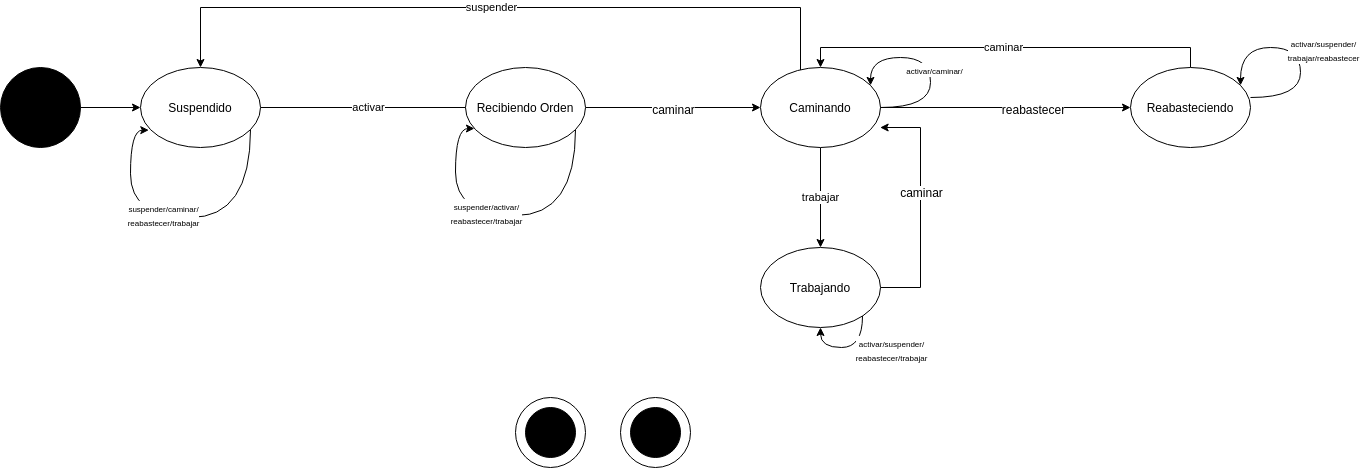 suspender
caminar
activar/suspender/
trabajar/reabastecer
activar/caminar/
Suspendido
activar
Recibiendo Orden
caminar
Caminando
reabastecer
Reabasteciendo
suspender/caminar/
reabastecer/trabajar
suspender/activar/
reabastecer/trabajar
trabajar
caminar
Trabajando
activar/suspender/
reabastecer/trabajar